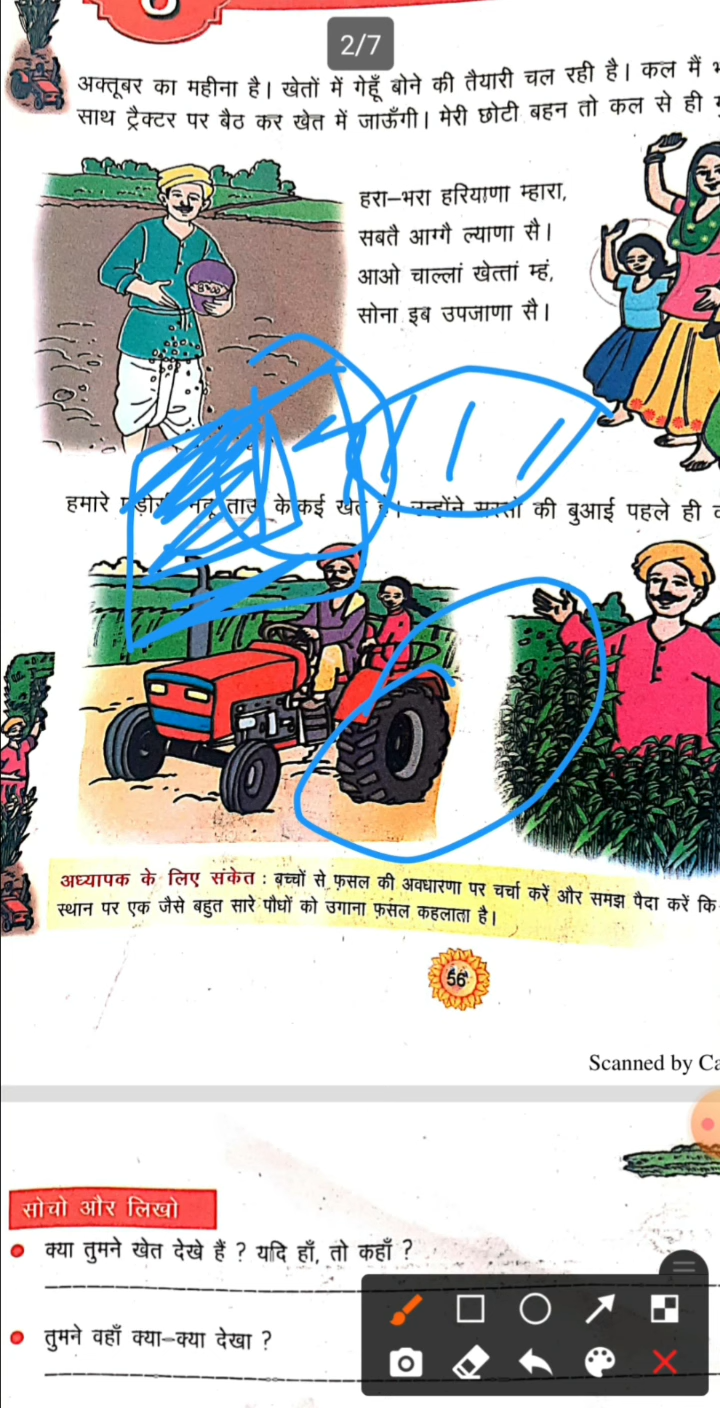 2/7
अक्तूबर का महीना है। खेतों में गेहूँ बोने की तैयारी चल रही है। कल मैं
साथ ट्रैक्टर पर बैठ कर खेत में जाऊँगी। मेरी छोटी बहन तो कल से ही
हरा–भरा हरियाणा म्हारा,
सबतै आग्गै ल्याणा सै।
आओ चाल्लां खेत्तां म्हं,
सोना इब उपजाणा सै।
हमारे ताऊ के कई खेत हैं। उन्होंने सरसों की बुआई पहले ही
अध्यापक के लिए संकेत : बच्चों से फ़सल की अवधारणा पर चर्चा करें और समझ पैदा करें कि
स्थान पर एक जैसे बहुत सारे पौधों को उगाना फ़सल कहलाता है।
56
Scanned by
सोचो और लिखो
क्या तुमने खेत देखे हैं ? यदि हाँ, तो कहाँ ?
तुमने वहाँ क्या–क्या देखा ?